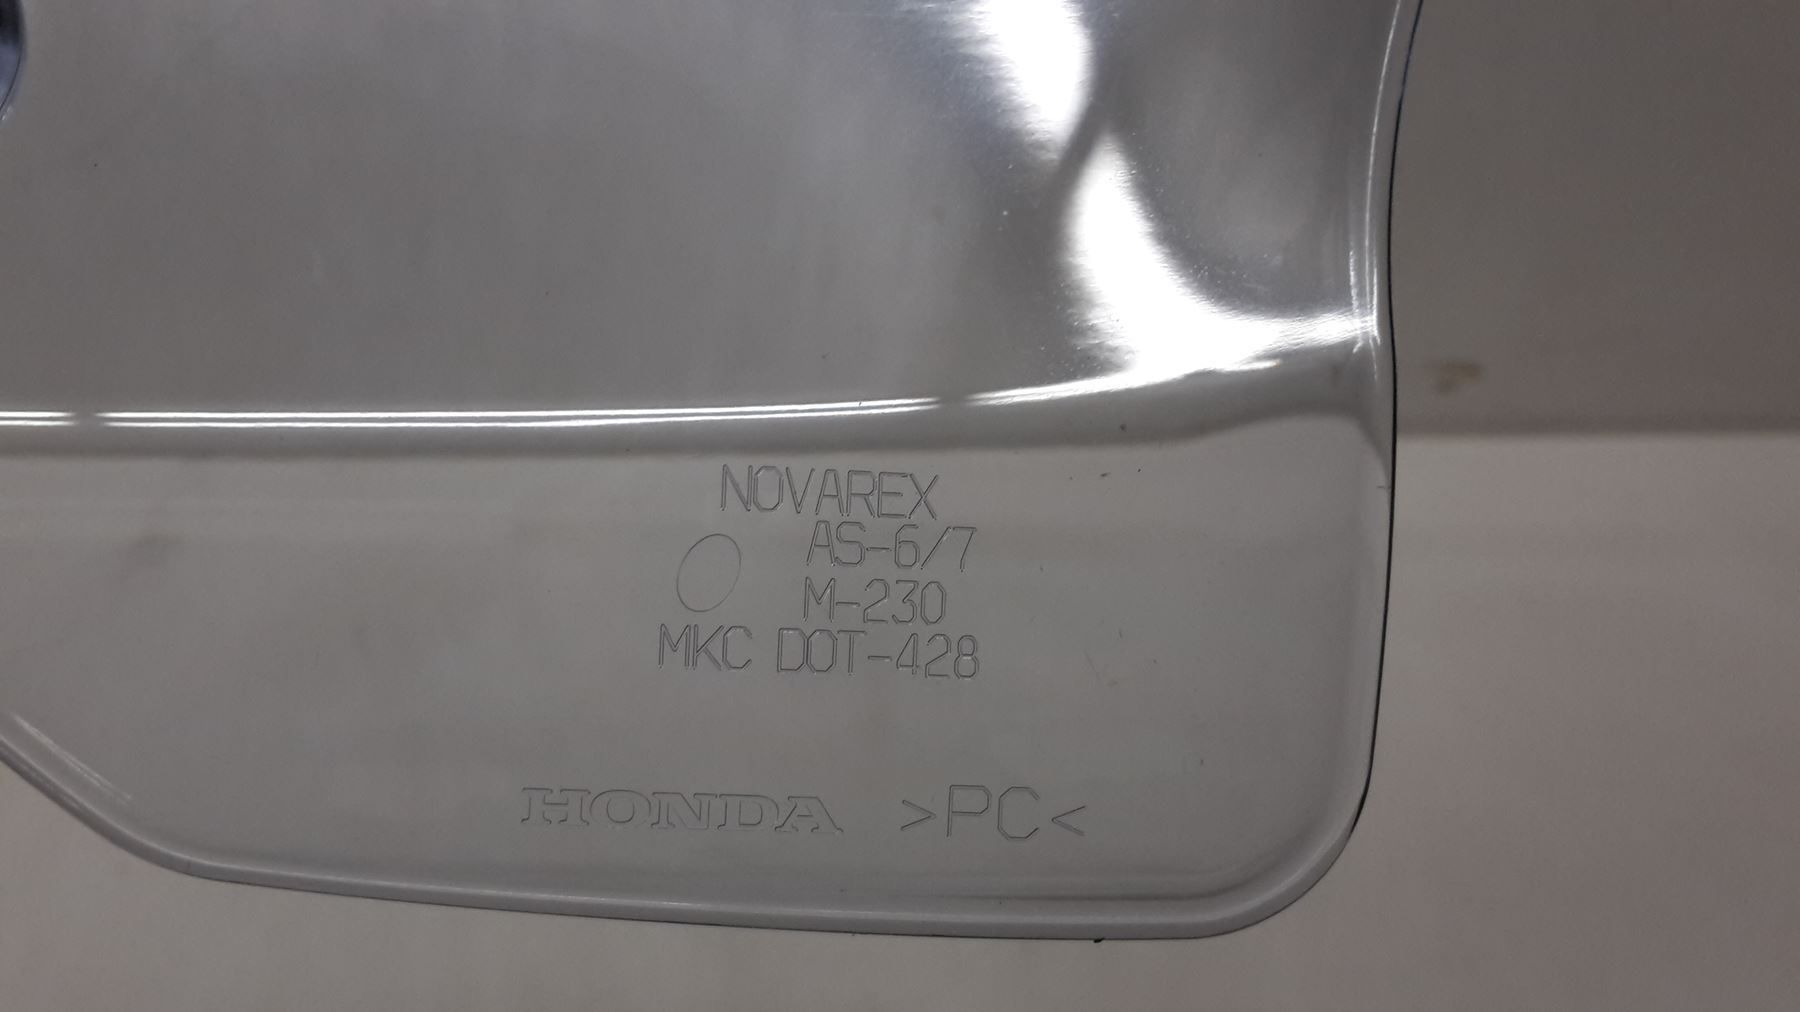 NOVAREX
AS-6/7
M-230
MKC DOT-428
HONDA >PC<